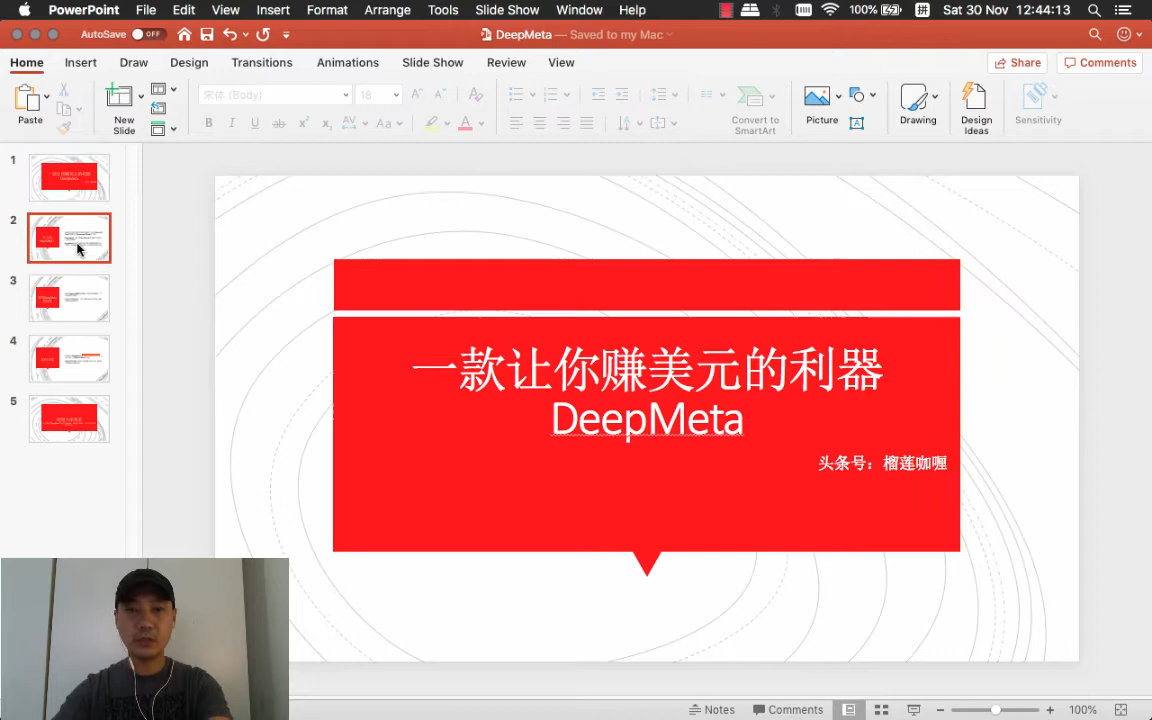 PowerPoint File Edit View Insert Format Arrange Tools Slide Show Window Help 100% 拼 Sat 30 Nov 12:44:13
AutoSave OFF DeepMeta — Saved to my Mac
Home Insert Draw Design Transitions Animations Slide Show Review View Share Comments
宋体 (Body) 18
Paste New Slide Convert to SmartArt Picture Drawing Design Ideas Sensitivity
1
2
3
4
5
一款让你赚美元的利器
DeepMeta
头条号：榴莲咖喱
Notes Comments 100%